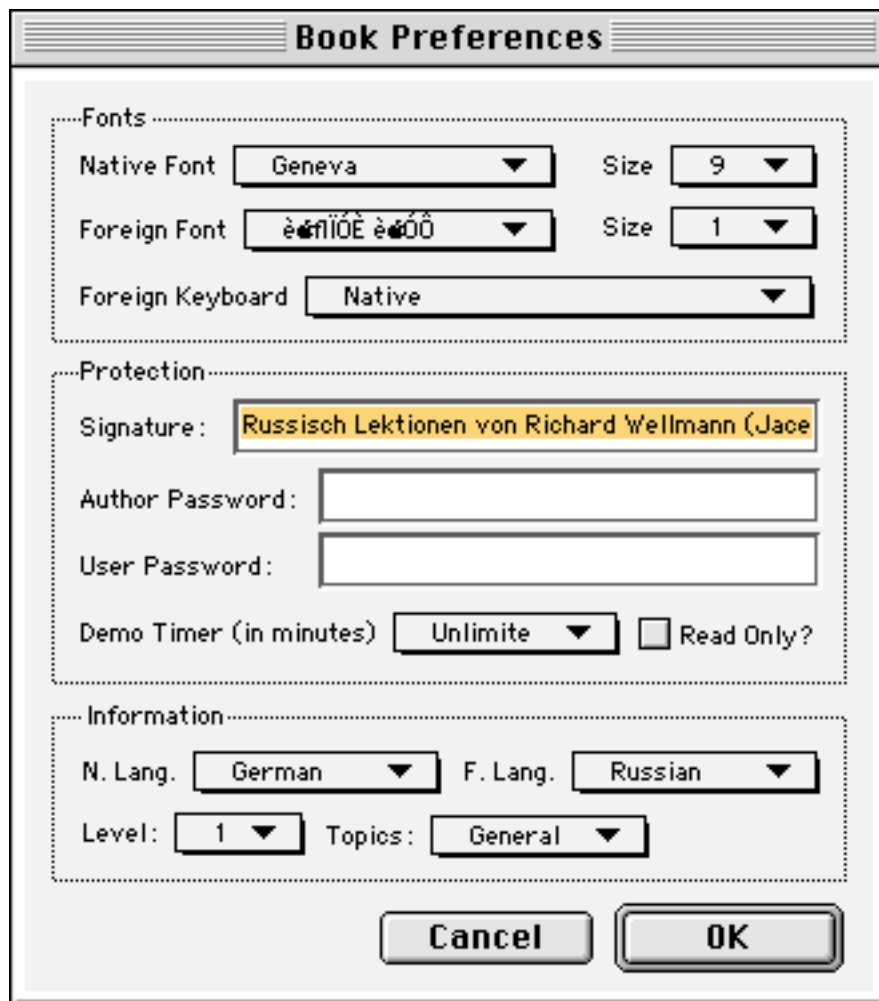 Book Preferences
Fonts
Native Font Geneva Size 9
Foreign Font Size 1
Foreign Keyboard Native
Protection
Signature: Russisch Lektionen von Richard Wellmann (Jace
Author Password:
User Password:
Demo Timer (in minutes) Unlimite Read Only?
Information
N. Lang. German F. Lang. Russian
Level: 1 Topics: General
Cancel OK